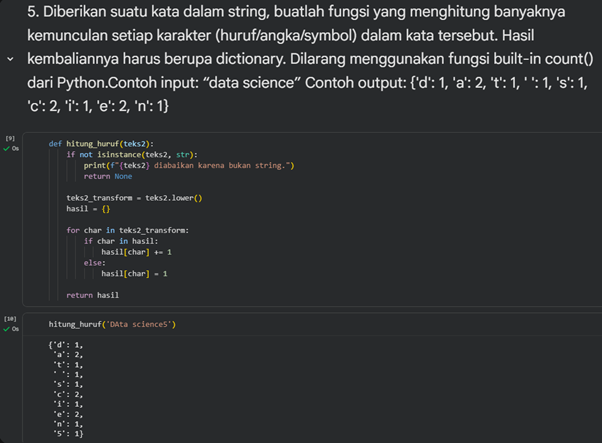 5. Diberikan suatu kata dalam string, buatlah fungsi yang menghitung banyaknya
kemunculan setiap karakter (huruf/angka/symbol) dalam kata tersebut. Hasil
kembaliannya harus berupa dictionary. Dilarang menggunakan fungsi built-in count()
dari Python.Contoh input: “data science” Contoh output: {'d': 1, 'a': 2, 't': 1, ' ': 1, 's': 1,
'c': 2, 'i': 1, 'e': 2, 'n': 1}
[9]
0s
def hitung_huruf(teks2):
    if not isinstance(teks2, str):
        print(f"{teks2} diabaikan karena bukan string.")
        return None
    teks2_transform = teks2.lower()
    hasil = {}
    for char in teks2_transform:
        if char in hasil:
            hasil[char] += 1
        else:
            hasil[char] = 1
    return hasil
[10]
0s
hitung_huruf('DAta science5')
{'d': 1,
 'a': 2,
 't': 1,
 ' ': 1,
 's': 1,
 'c': 2,
 'i': 1,
 'e': 2,
 'n': 1,
 '5': 1}